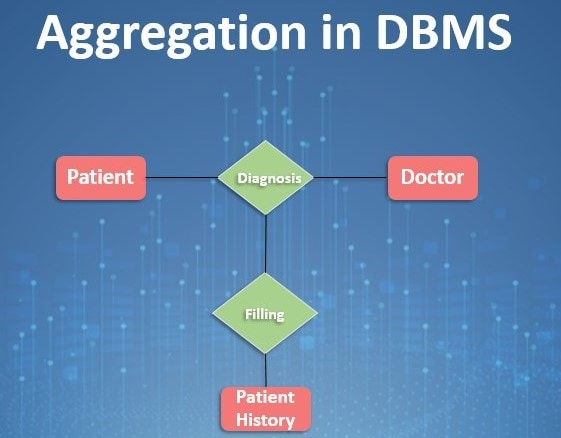 Aggregation in DBMS
Patient
Diagnosis
Doctor
Filling
Patient
History